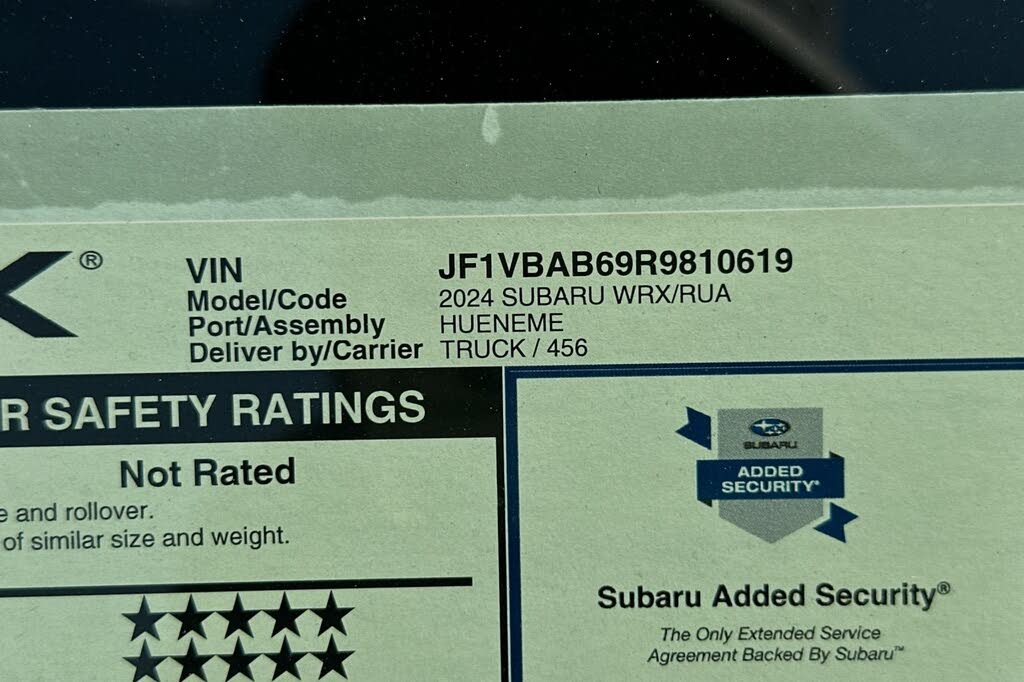 ®
VIN JF1VBAB69R9810619
Model/Code 2024 SUBARU WRX/RUA
Port/Assembly HUENEME
Deliver by/Carrier TRUCK / 456
R SAFETY RATINGS
Not Rated
e and rollover.
of similar size and weight.
★★★★★
★★★★★
SUBARU
ADDED
SECURITY®
Subaru Added Security®
The Only Extended Service
Agreement Backed By Subaru™